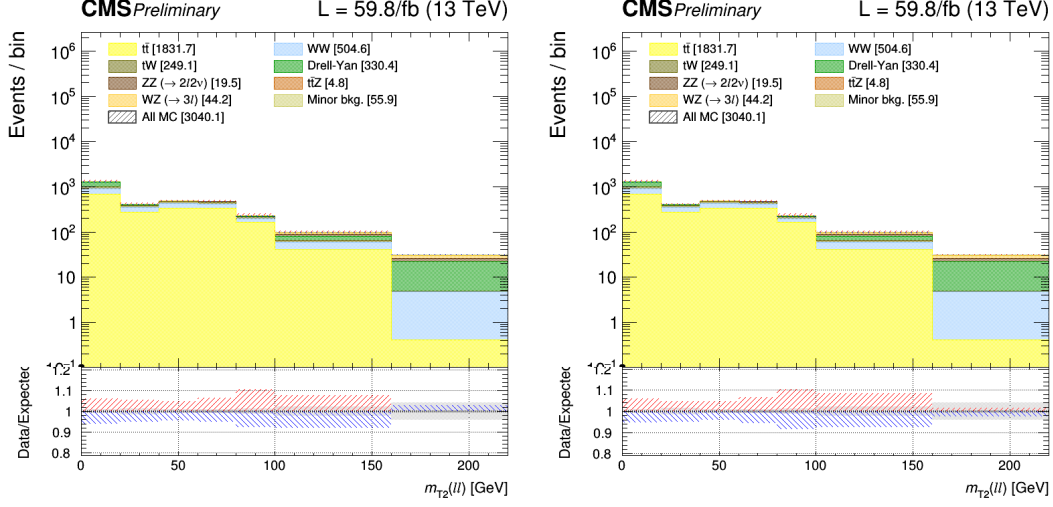 CMS Preliminary L = 59.8/fb (13 TeV)
Events / bin
10⁶
10⁵
10⁴
10³
10²
10
1
tt̄ [1831.7] WW [504.6]
tW [249.1] Drell-Yan [330.4]
ZZ (→ 2l2ν) [19.5] tt̄Z [4.8]
WZ (→ 3l) [44.2] Minor bkg. [55.9]
All MC [3040.1]
Data/Expected
1.2
1.1
1
0.9
0.8
0 50 100 150 200
m_T2(ll) [GeV]
CMS Preliminary L = 59.8/fb (13 TeV)
Events / bin
10⁶
10⁵
10⁴
10³
10²
10
1
tt̄ [1831.7] WW [504.6]
tW [249.1] Drell-Yan [330.4]
ZZ (→ 2l2ν) [19.5] tt̄Z [4.8]
WZ (→ 3l) [44.2] Minor bkg. [55.9]
All MC [3040.1]
Data/Expected
1.2
1.1
1
0.9
0.8
0 50 100 150 200
m_T2(ll) [GeV]